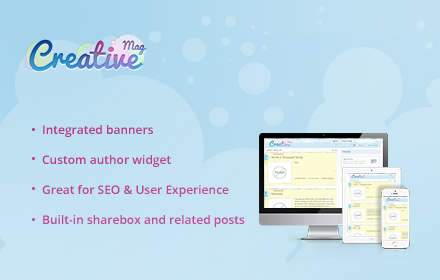 Creative Mag
• Integrated banners
• Custom author widget
• Great for SEO & User Experience
• Built-in sharebox and related posts